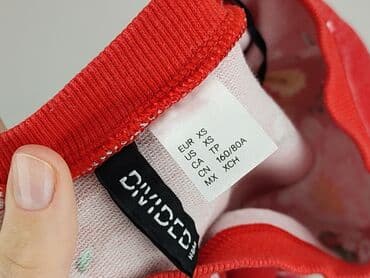 EUR XS
US XS
CA TP
CN 160/80A
MX XCH
DIVIDED
H&M